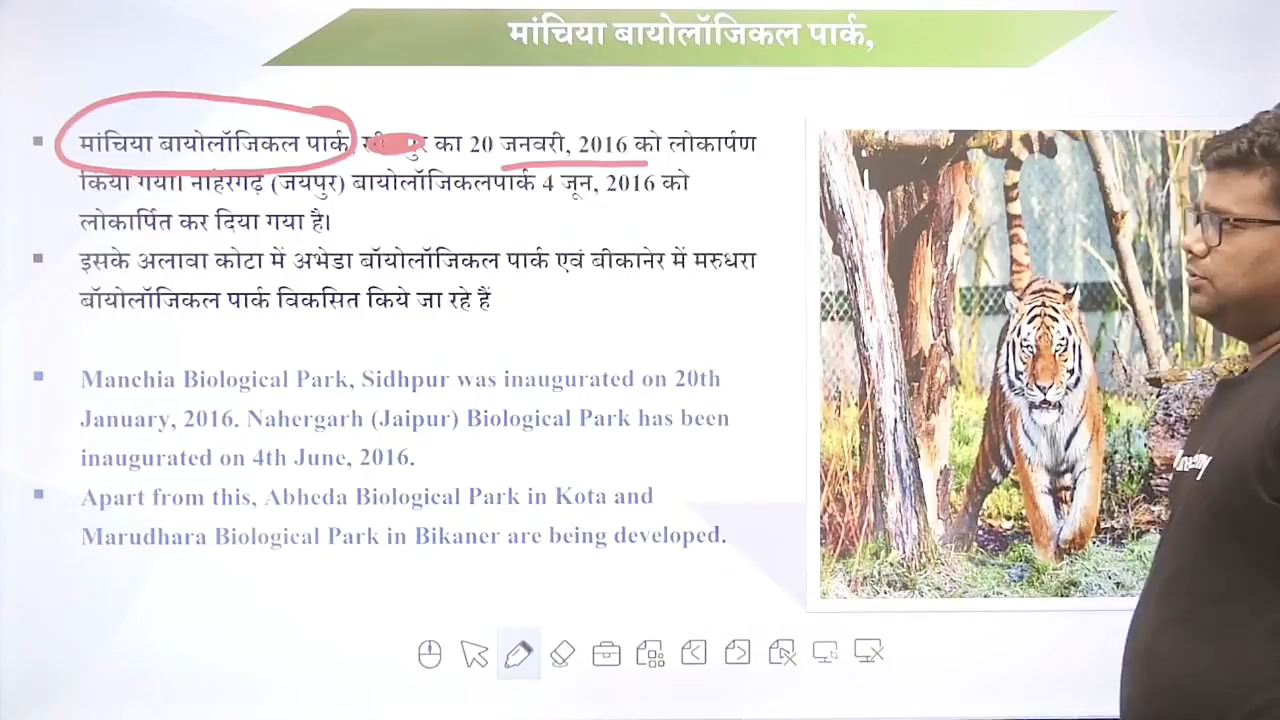 मांचिया बायोलॉजिकल पार्क,
मांचिया बायोलॉजिकल पार्क, का 20 जनवरी, 2016 को लोकार्पण
किया गया। नाहरगढ़ (जयपुर) बायोलॉजिकलपार्क 4 जून, 2016 को
लोकार्पित कर दिया गया है।
इसके अलावा कोटा में अभेडा बॉयोलॉजिकल पार्क एवं बीकानेर में मरुधरा
बॉयोलॉजिकल पार्क विकसित किये जा रहे हैं
Manchia Biological Park, Sidhpur was inaugurated on 20th
January, 2016. Nahergarh (Jaipur) Biological Park has been
inaugurated on 4th June, 2016.
Apart from this, Abheda Biological Park in Kota and
Marudhara Biological Park in Bikaner are being developed.